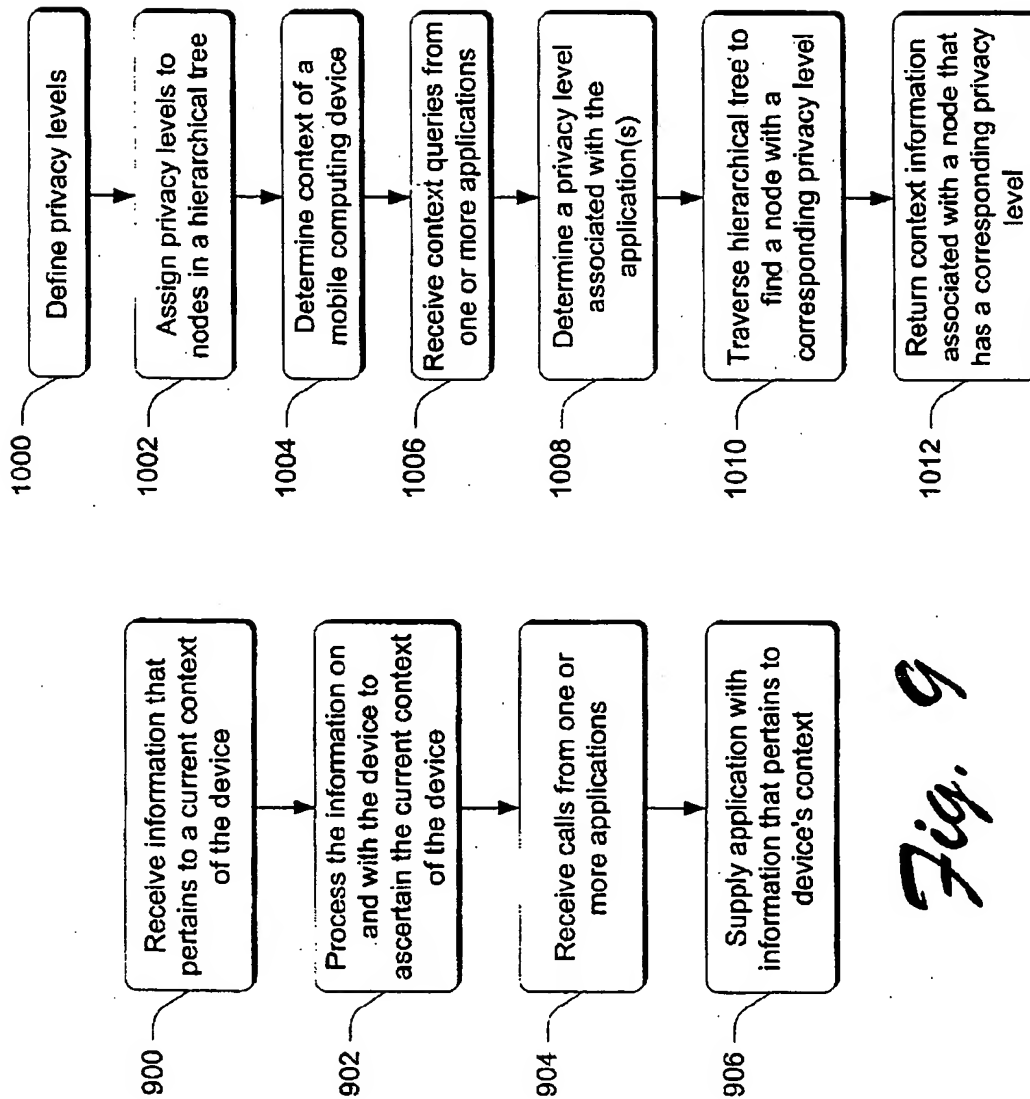 900
Receive information that
pertains to a current context
of the device
902
Process the information on
and with the device to
ascertain the current context
of the device
904
Receive calls from one or
more applications
906
Supply application with
information that pertains to
device's context
Fig. 9
1000
Define privacy levels
1002
Assign privacy levels to
nodes in a hierarchical tree
1004
Determine context of a
mobile computing device
1006
Receive context queries from
one or more applications
1008
Determine a privacy level
associated with the
application(s)
1010
Traverse hierarchical tree to
find a node with a
corresponding privacy level
1012
Return context information
associated with a node that
has a corresponding privacy
level